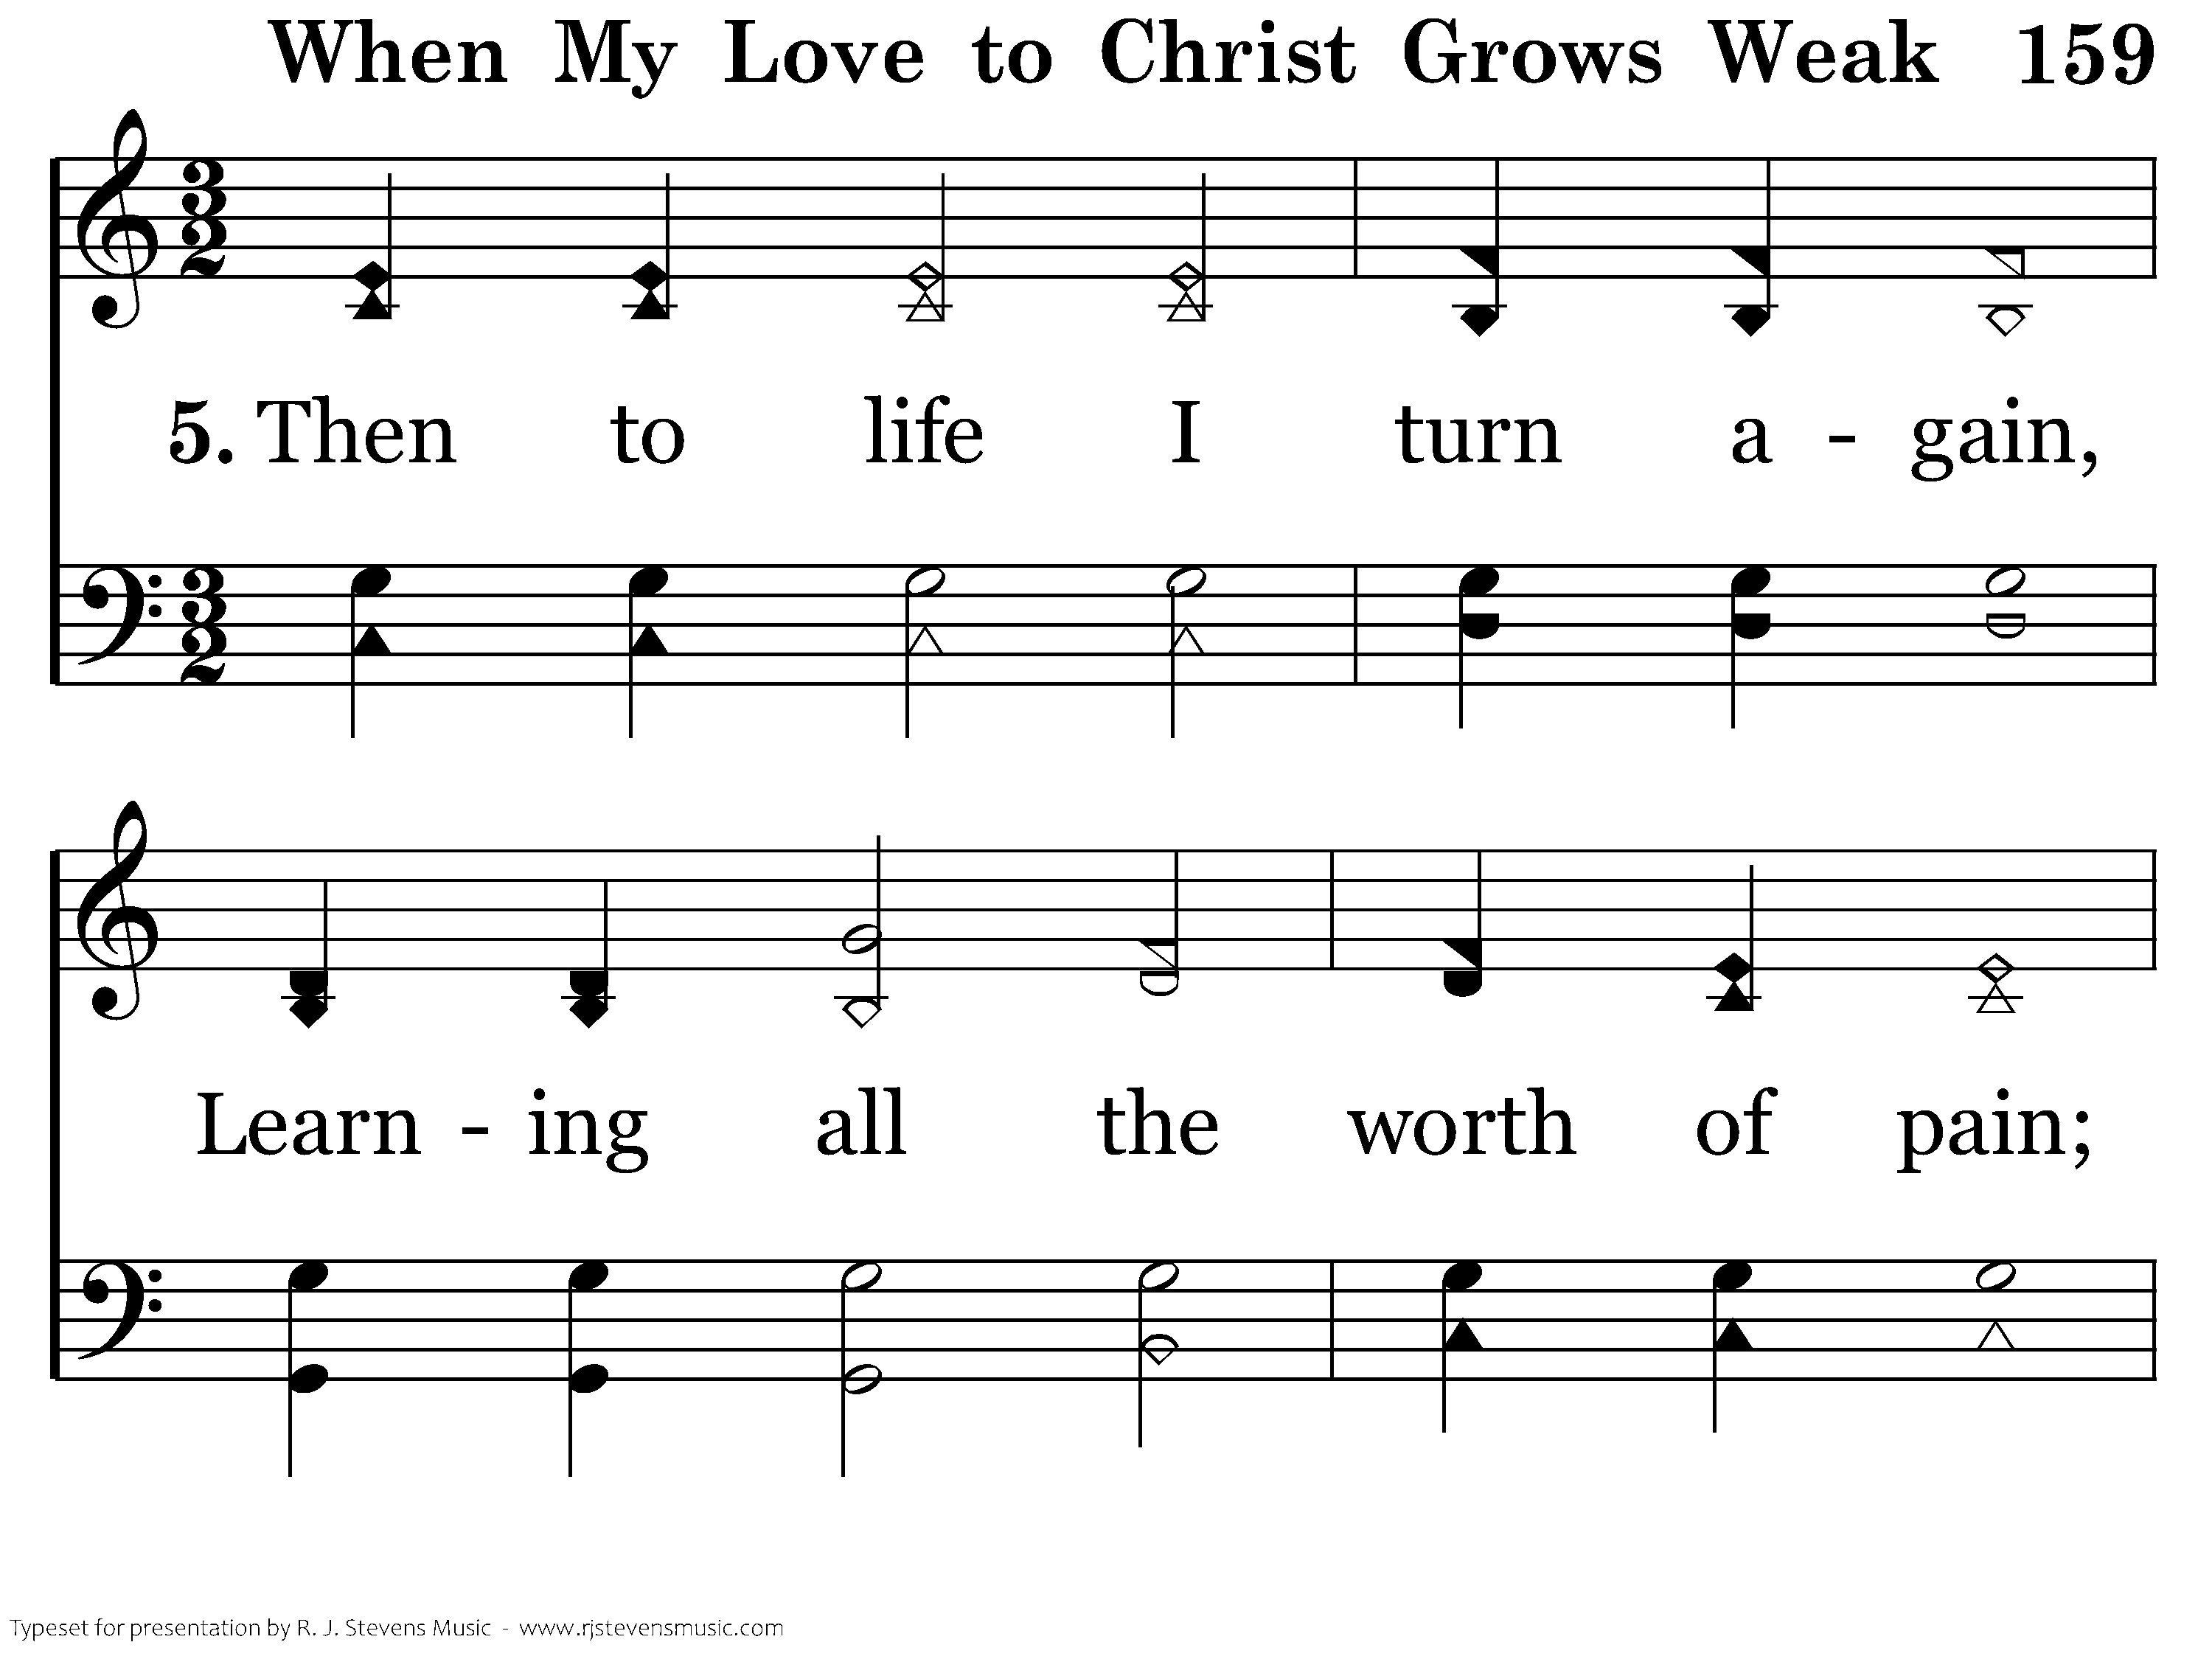 When My Love to Christ Grows Weak 159
5. Then to life I turn a - gain,
Learn - ing all the worth of pain;
Typeset for presentation by R. J. Stevens Music - www.rjstevensmusic.com